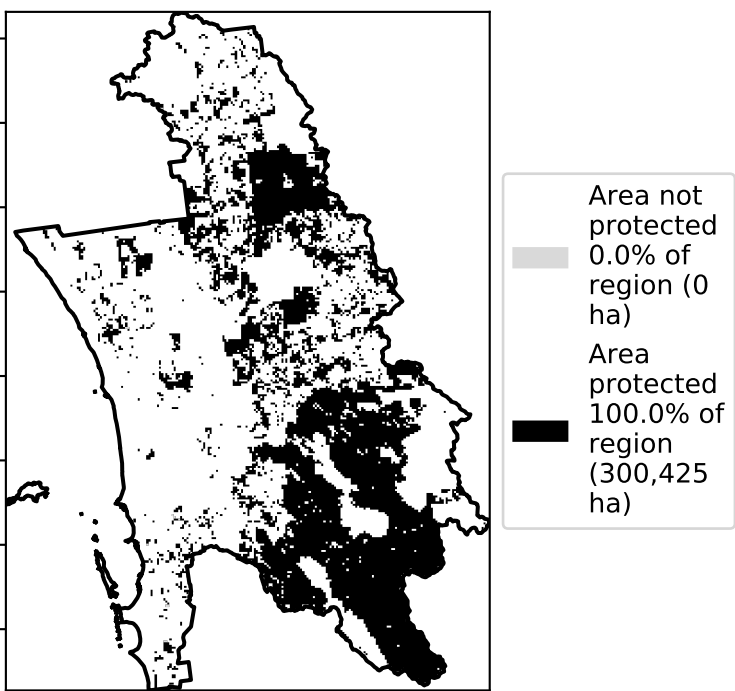 Area not
protected
0.0% of
region (0
ha)
Area
protected
100.0% of
region
(300,425
ha)